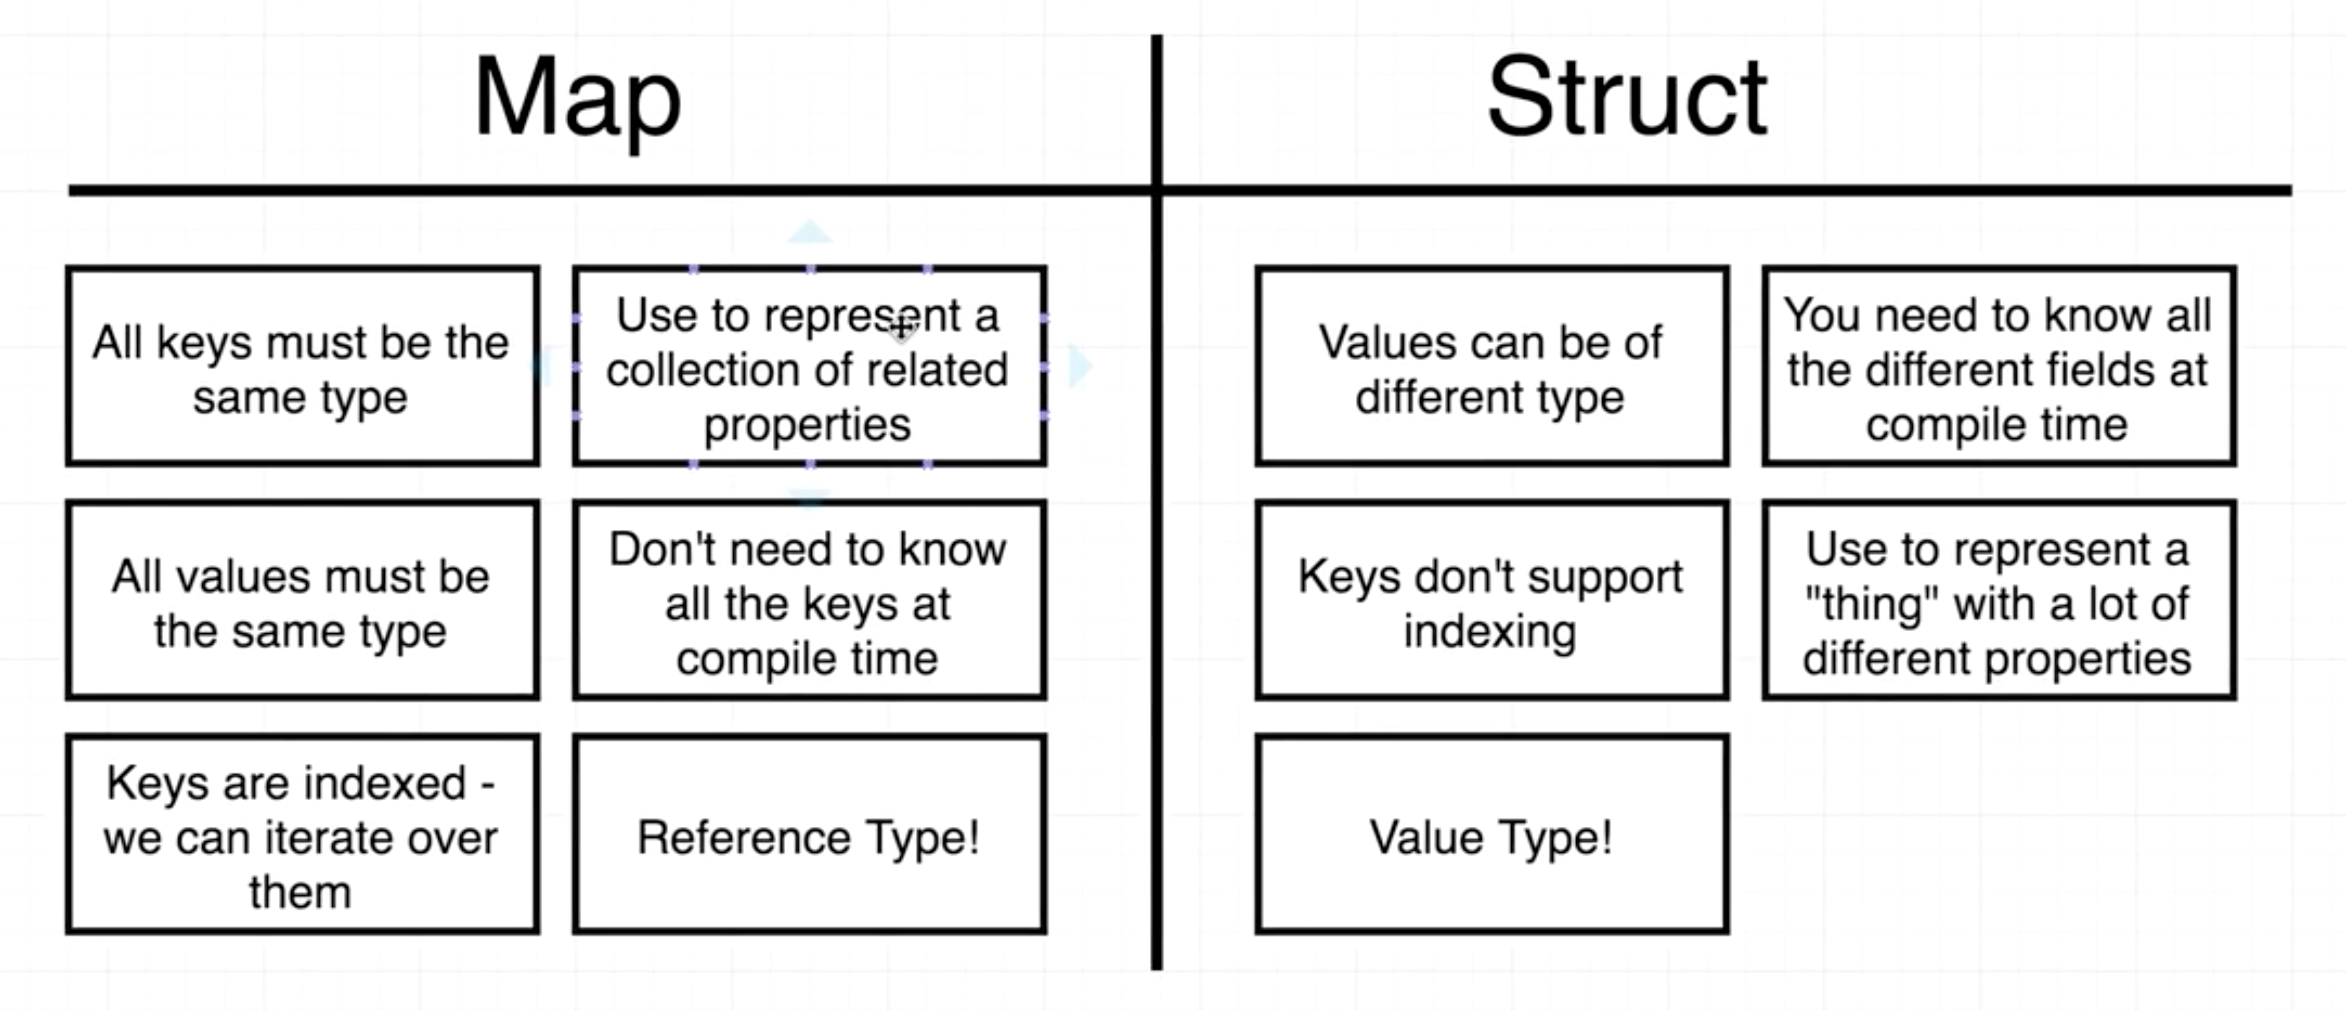 Map
Struct
All keys must be the
same type
Use to represent a
collection of related
properties
Values can be of
different type
You need to know all
the different fields at
compile time
All values must be
the same type
Don't need to know
all the keys at
compile time
Keys don't support
indexing
Use to represent a
"thing" with a lot of
different properties
Keys are indexed -
we can iterate over
them
Reference Type!
Value Type!